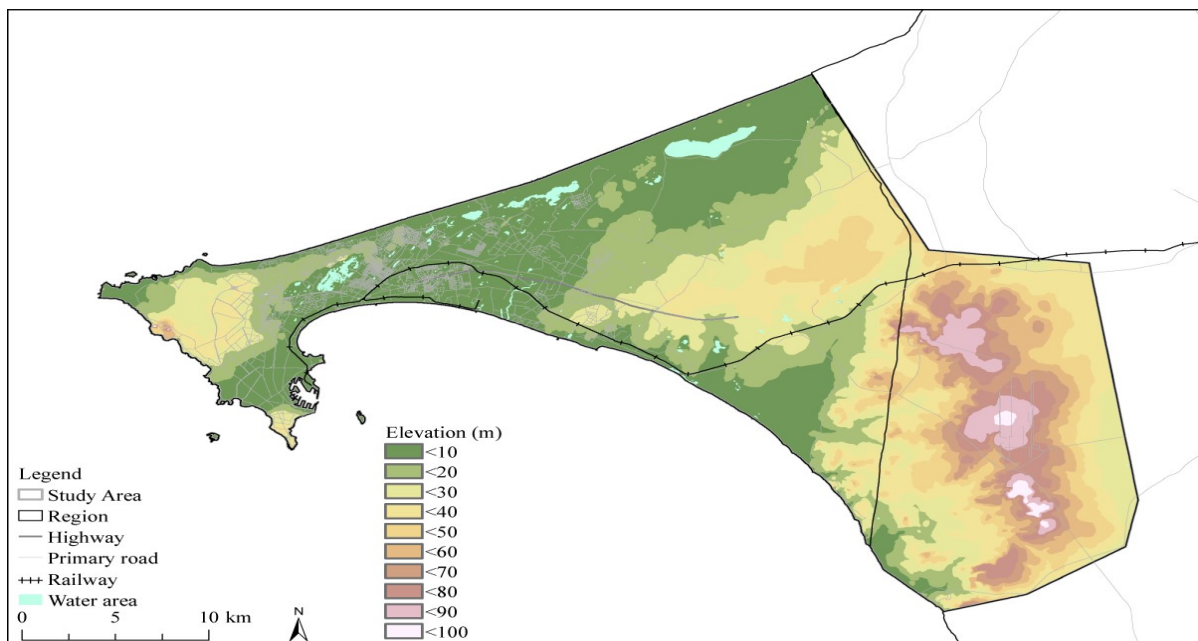 Legend
Study Area
Region
Highway
Primary road
Railway
Water area
0 5 10 km
N
Elevation (m)
<10
<20
<30
<40
<50
<60
<70
<80
<90
<100